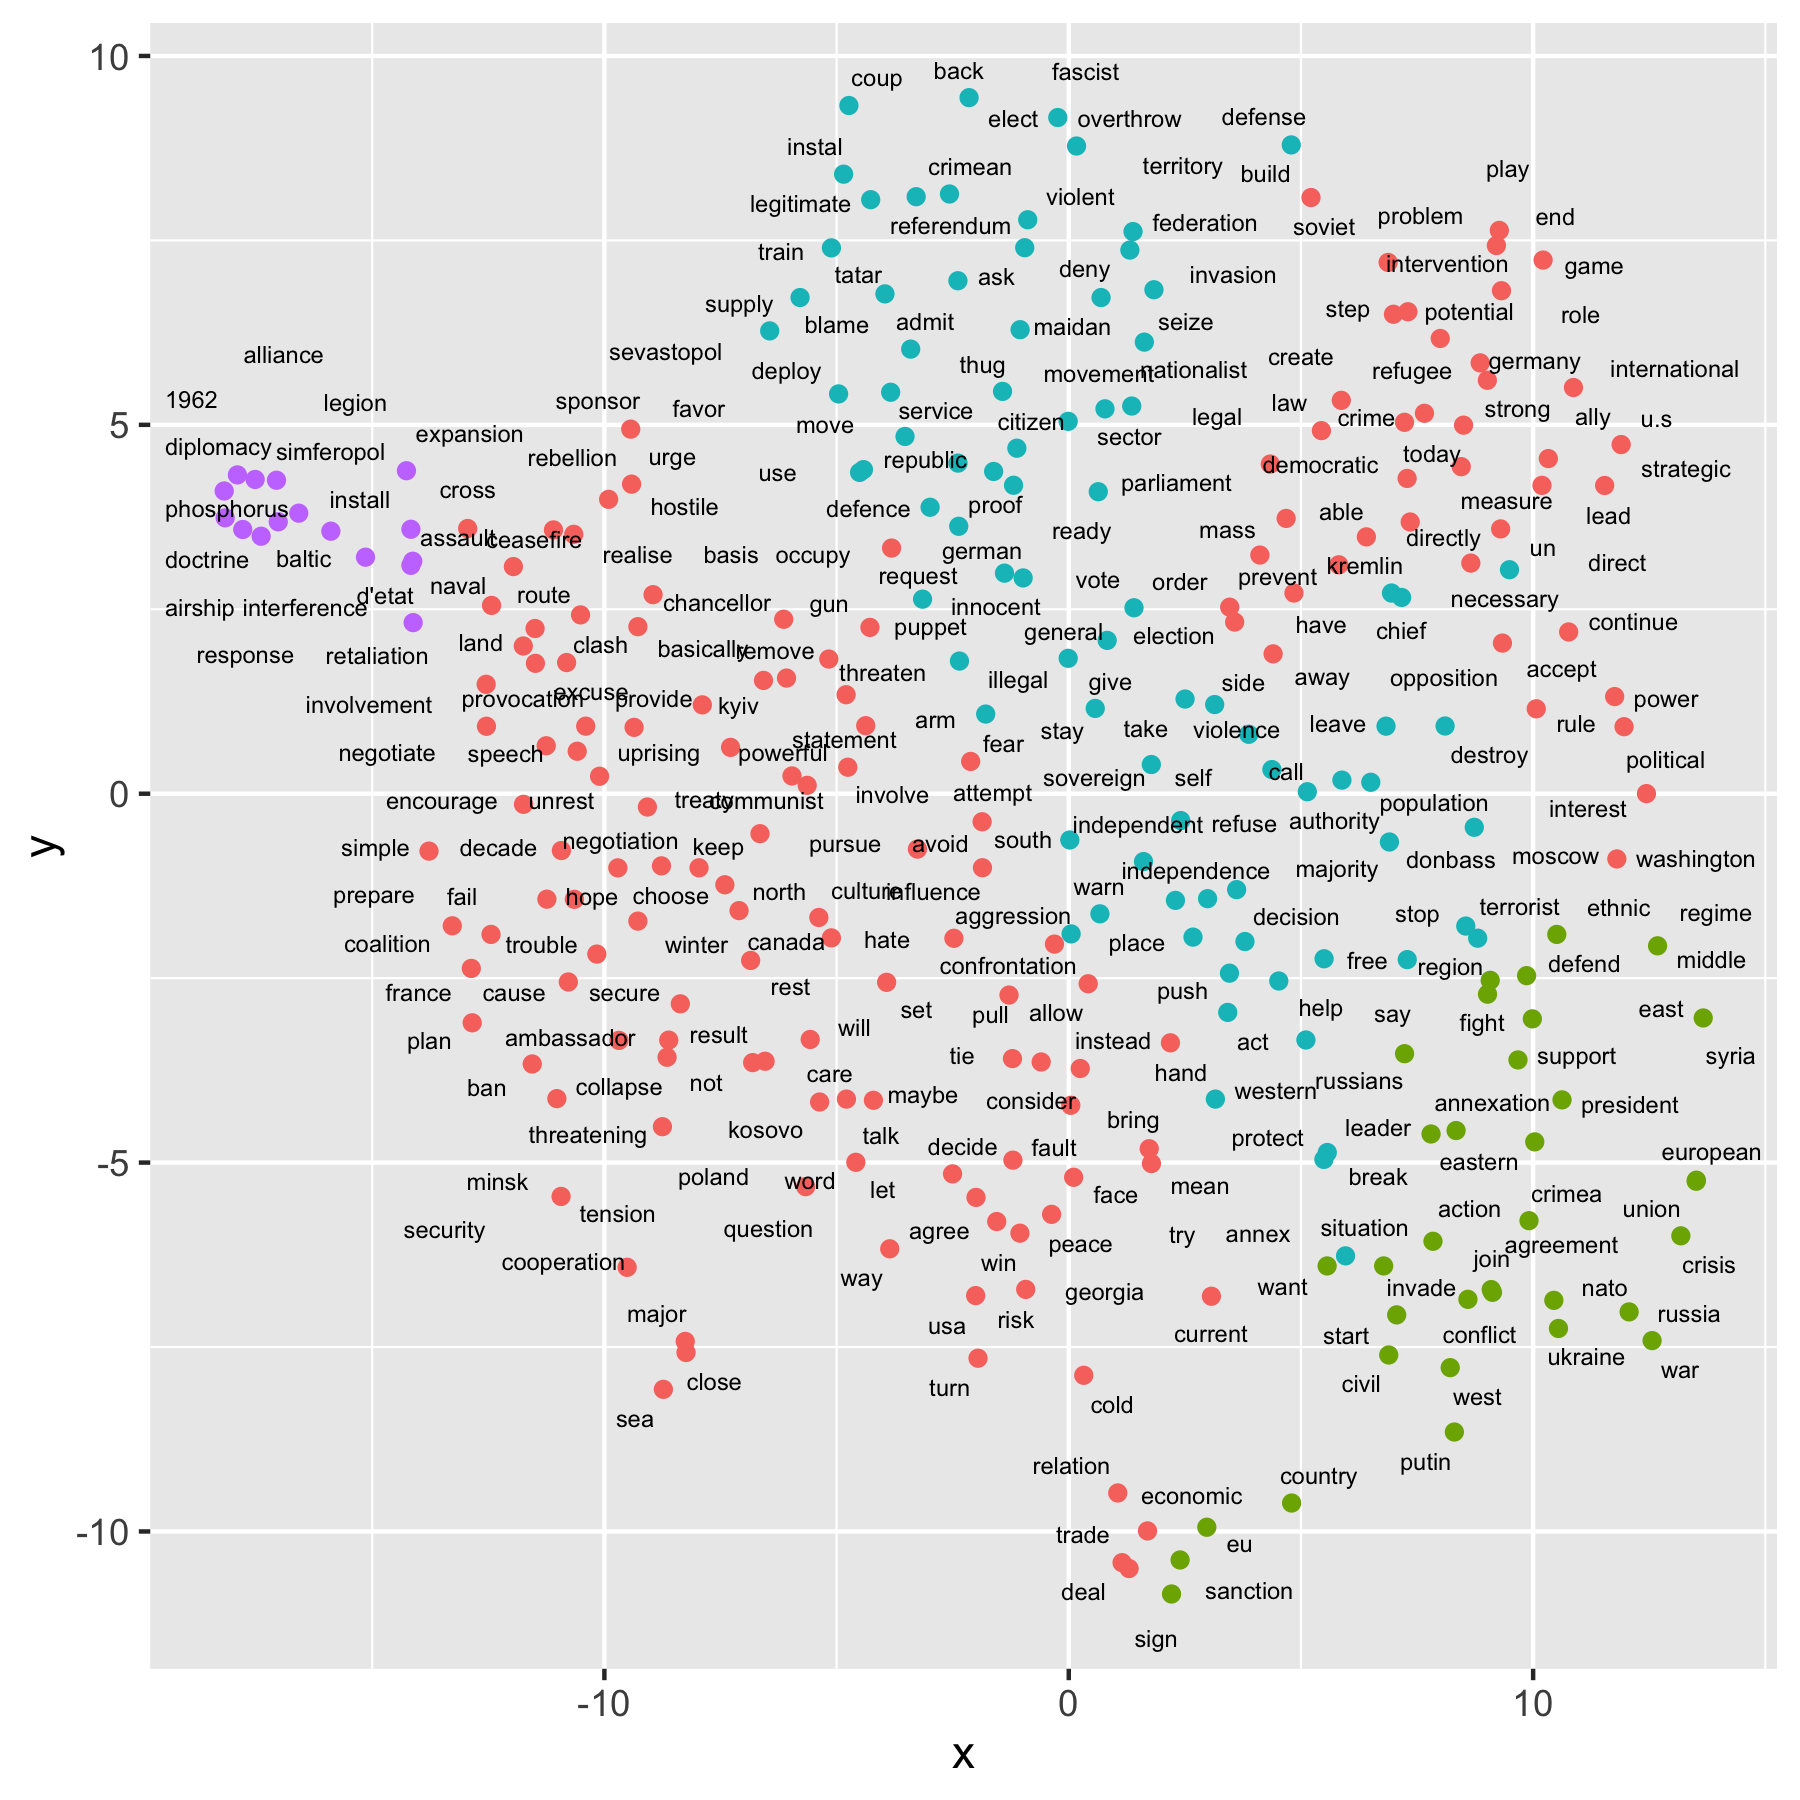 10
coup
back
fascist
elect
overthrow
defense
instal
crimean
territory
build
play
legitimate
violent
referendum
federation
soviet
problem
end
train
tatar
ask
deny
invasion
intervention
game
supply
blame
admit
maidan
seize
step
potential
role
alliance
sevastopol
deploy
thug
movement
nationalist
create
refugee
germany
international
1962
legion
sponsor
favor
service
citizen
legal
law
crime
strong
ally
u.s
5
expansion
move
sector
diplomacy
simferopol
rebellion
urge
use
republic
democratic
today
strategic
phosphorus
install
cross
hostile
defence
proof
parliament
measure
lead
assault
ceasefire
realise
basis
occupy
german
ready
mass
able
directly
un
direct
doctrine
baltic
d'etat
naval
route
request
vote
order
prevent
kremlin
necessary
airship
interference
chancellor
gun
puppet
innocent
general
election
have
chief
continue
response
retaliation
land
clash
basically
remove
threaten
illegal
give
side
away
opposition
accept
involvement
provocation
excuse
provide
kyiv
arm
stay
take
violence
leave
rule
power
negotiate
speech
uprising
powerful
statement
fear
sovereign
self
call
destroy
political
0
encourage
unrest
treaty
communist
involve
attempt
population
interest
simple
decade
negotiation
keep
pursue
avoid
south
independent
refuse
authority
donbass
moscow
washington
prepare
fail
hope
choose
north
culture
influence
warn
independence
majority
coalition
trouble
winter
canada
hate
aggression
place
decision
stop
terrorist
ethnic
regime
france
cause
secure
rest
confrontation
push
free
region
defend
middle
plan
ambassador
result
will
set
pull
allow
instead
act
help
say
fight
east
ban
collapse
not
care
tie
hand
western
russians
support
syria
threatening
kosovo
maybe
talk
consider
bring
protect
leader
annexation
president
-5
minsk
poland
word
let
decide
fault
face
mean
break
eastern
european
security
tension
question
agree
peace
try
annex
situation
action
crimea
union
cooperation
way
win
georgia
want
invade
join
agreement
nato
crisis
major
usa
risk
current
start
conflict
ukraine
russia
close
turn
cold
civil
west
war
sea
relation
economic
country
putin
-10
trade
eu
deal
sanction
sign
-10
0
10
x
y